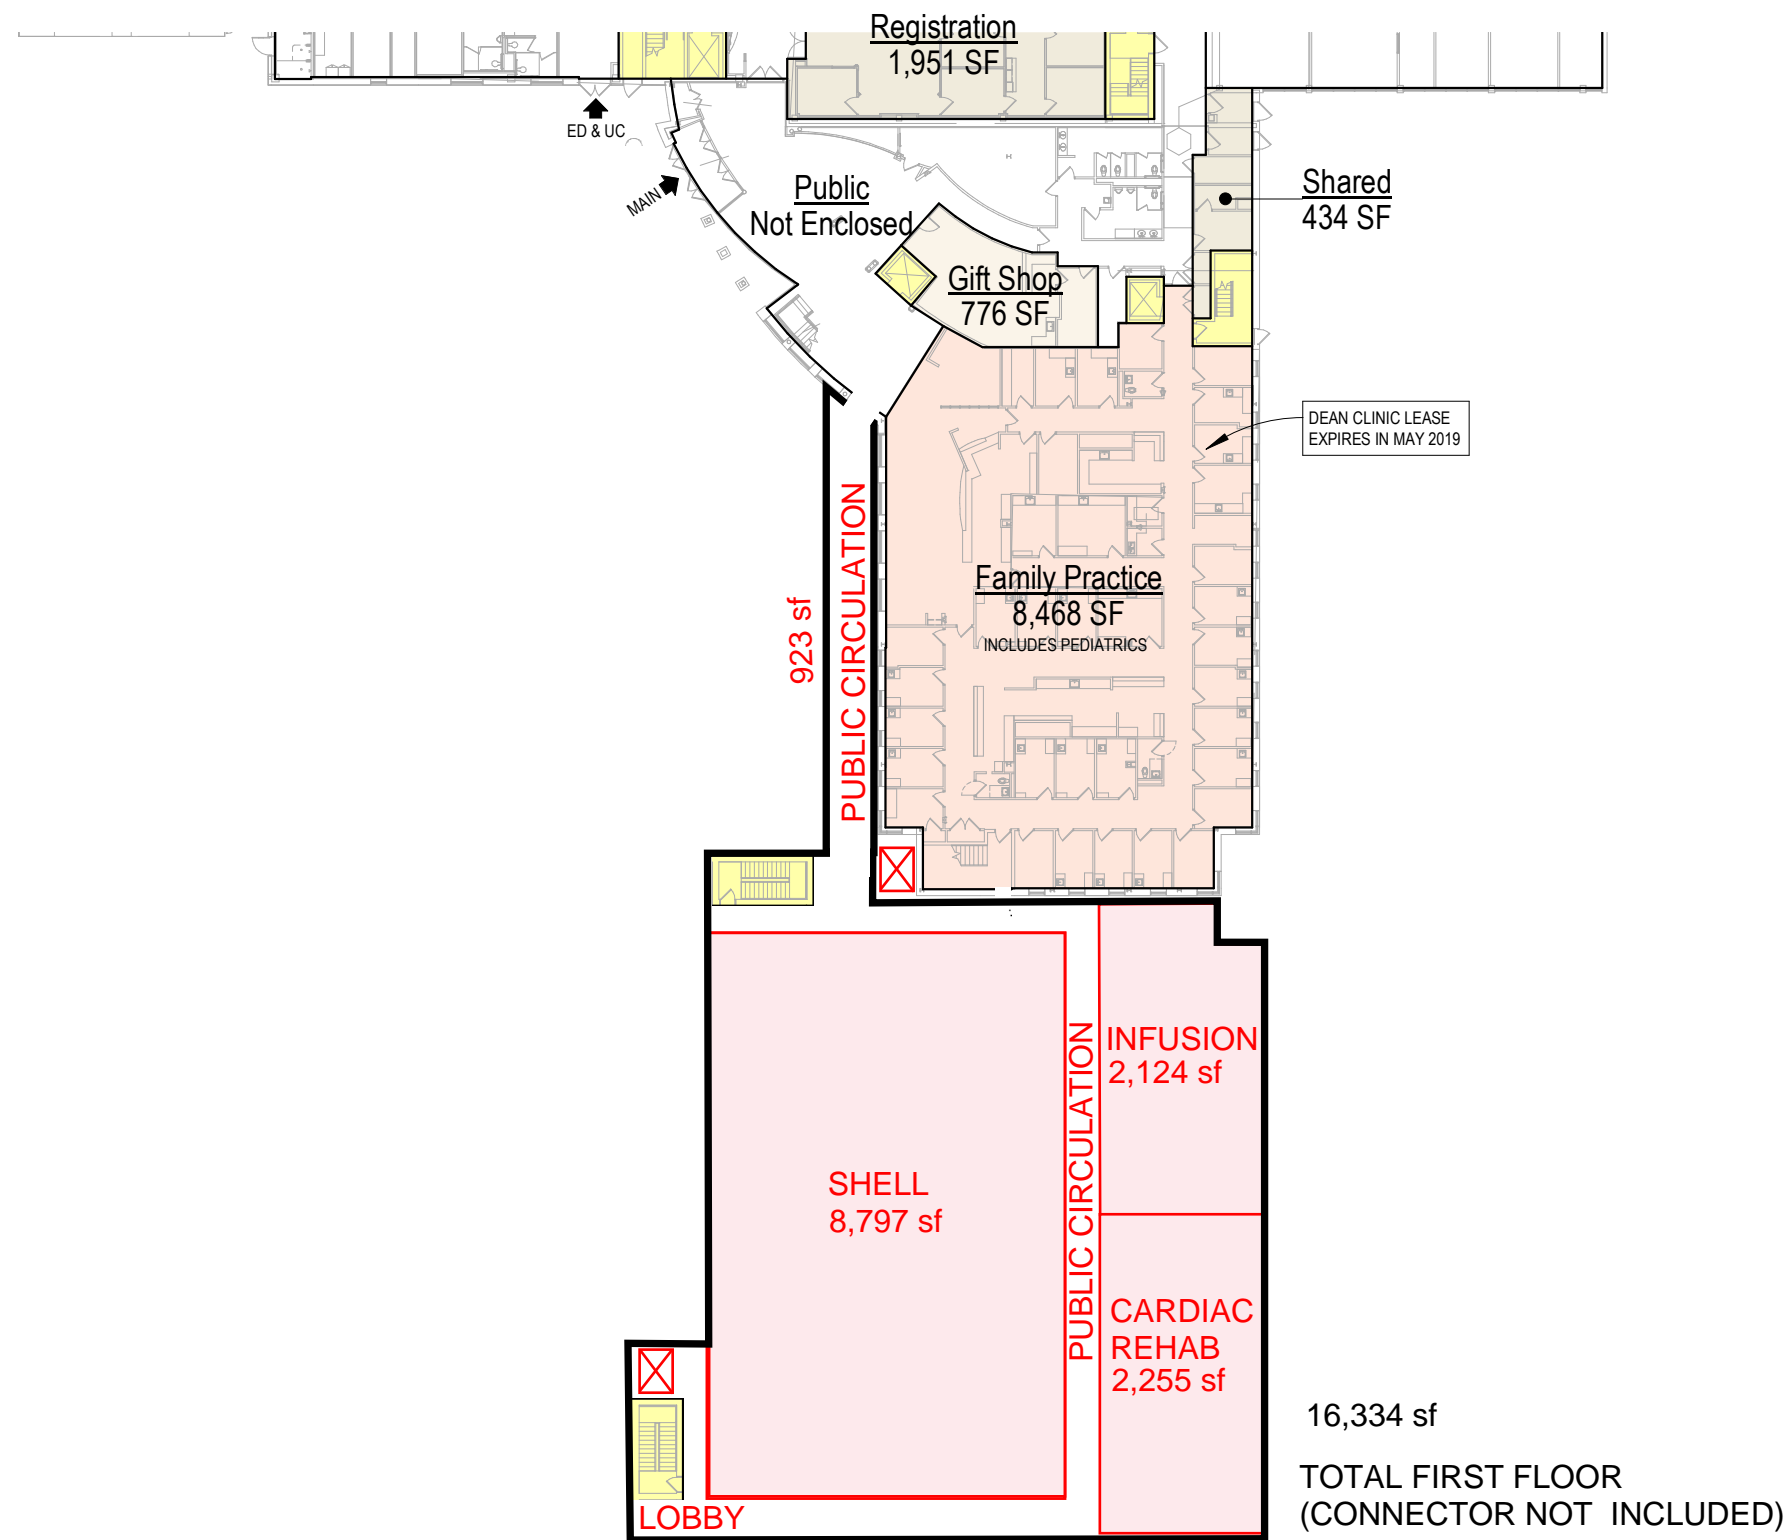 Registration
1,951 SF
ED & UC
MAIN
Public
Not Enclosed
Shared
434 SF
Gift Shop
776 SF
DEAN CLINIC LEASE
EXPIRES IN MAY 2019
PUBLIC CIRCULATION
923 sf
Family Practice
8,468 SF
INCLUDES PEDIATRICS
PUBLIC CIRCULATION
INFUSION
2,124 sf
SHELL
8,797 sf
CARDIAC
REHAB
2,255 sf
LOBBY
16,334 sf
TOTAL FIRST FLOOR
(CONNECTOR NOT INCLUDED)